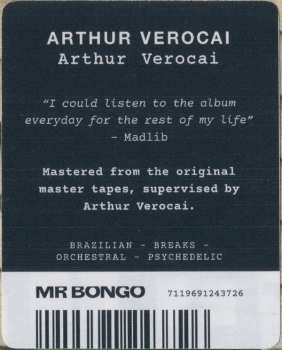 ARTHUR VEROCAI
Arthur Verocai
“I could listen to the album
everyday for the rest of my life”
– Madlib
Mastered from the original
master tapes, supervised by
Arthur Verocai.
BRAZILIAN - BREAKS -
ORCHESTRAL - PSYCHEDELIC
MR BONGO
7119691243726